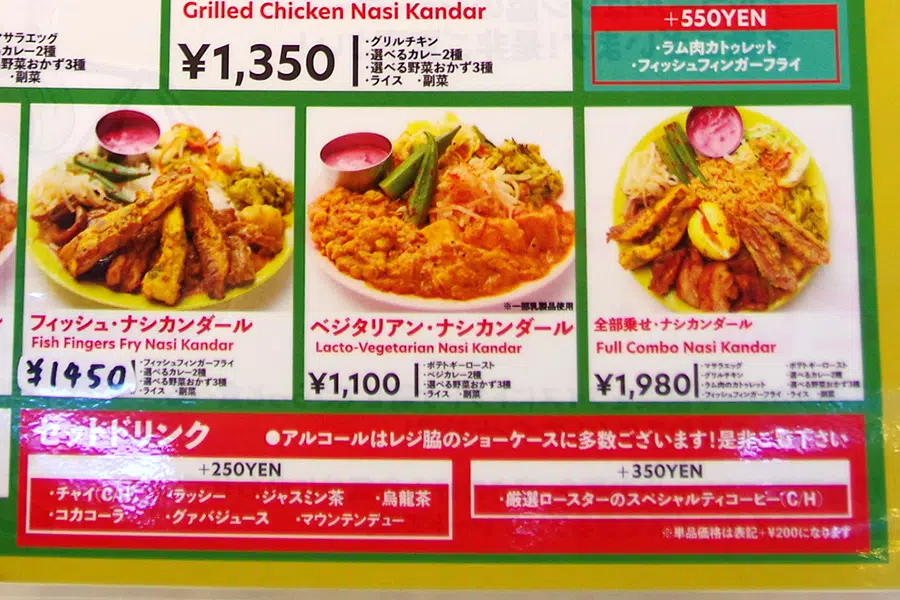 Grilled Chicken Nasi Kandar
¥1,350
・グリルチキン
・選べるカレー2種
・選べる野菜おかず3種
・ライス ・副菜
マサラエッグ
るカレー2種
る野菜おかず3種
・副菜
+550YEN
・ラム肉カトゥレット
・フィッシュフィンガーフライ
フィッシュ・ナシカンダール
Fish Fingers Fry Nasi Kandar
¥1450
・フィッシュフィンガーフライ
・選べるカレー2種
・選べる野菜おかず3種
・ライス ・副菜
※一部乳製品使用
ベジタリアン・ナシカンダール
Lacto-Vegetarian Nasi Kandar
¥1,100
・ポテトギーロースト
・ベジカレー2種
・選べる野菜おかず3種
・ライス ・副菜
全部乗せ・ナシカンダール
Full Combo Nasi Kandar
¥1,980
・マサラエッグ
・グリルチキン
・ラム肉のカトゥレット
・フィッシュフィンガーフライ
・ポテトギーロースト
・選べるカレー2種
・選べる野菜おかず3種
・ライス ・副菜
セットドリンク
●アルコールはレジ脇のショーケースに多数ございます!是非ご覧下さい
+250YEN
・チャイ(C/H) ・ラッシー ・ジャスミン茶 ・烏龍茶
・コカコーラ ・グァバジュース ・マウンテンデュー
+350YEN
・厳選ロースターのスペシャルティコーヒー(C/H)
※単品価格は表記+¥200になります